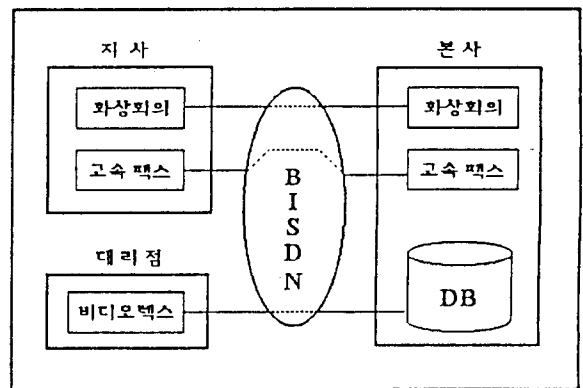 지 사
본 사
화상회의
화상회의
고속 팩스
고속 팩스
BISDN
대 리 점
비디오텍스
DB